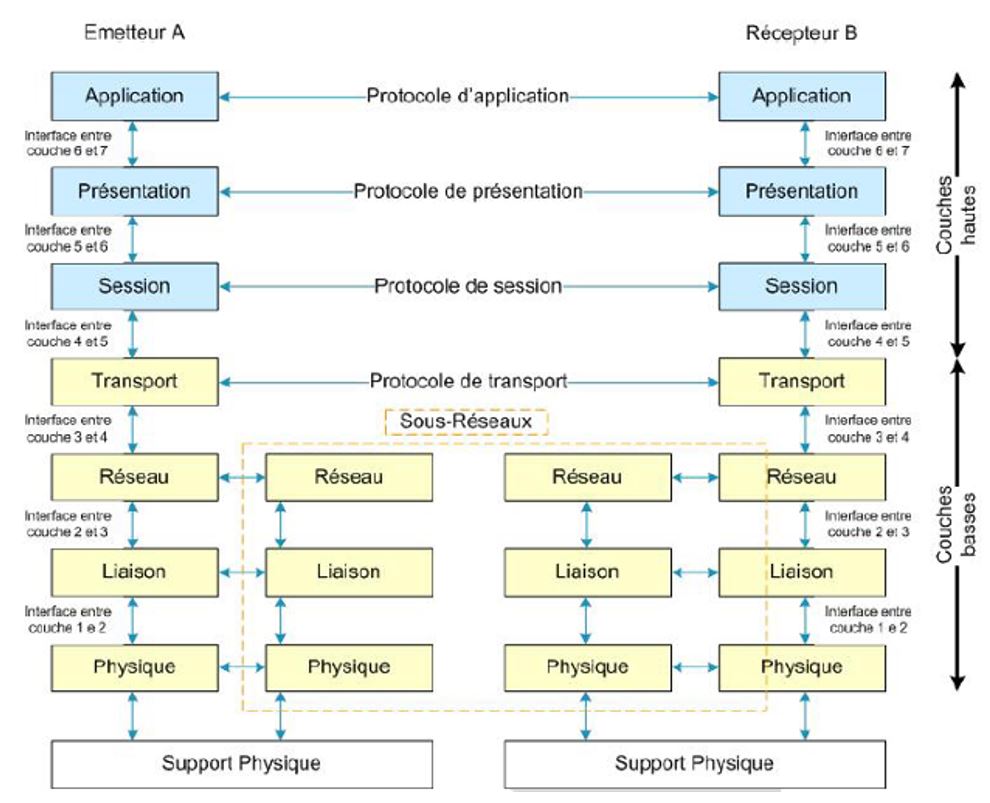 Emetteur A
Récepteur B
Application
Protocole d'application
Application
Interface entre
couche 6 et 7
Interface entre
couche 6 et 7
Présentation
Protocole de présentation
Présentation
Interface entre
couche 5 et 6
Interface entre
couche 5 et 6
Couches
hautes
Session
Protocole de session
Session
Interface entre
couche 4 et 5
Interface entre
couche 4 et 5
Transport
Protocole de transport
Transport
Interface entre
couche 3 et 4
Sous-Réseaux
Interface entre
couche 3 et 4
Réseau
Réseau
Réseau
Réseau
Interface entre
couche 2 et 3
Interface entre
couche 2 et 3
Couches
basses
Liaison
Liaison
Liaison
Liaison
Interface entre
couche 1 e 2
Interface entre
couche 1 e 2
Physique
Physique
Physique
Physique
Support Physique
Support Physique